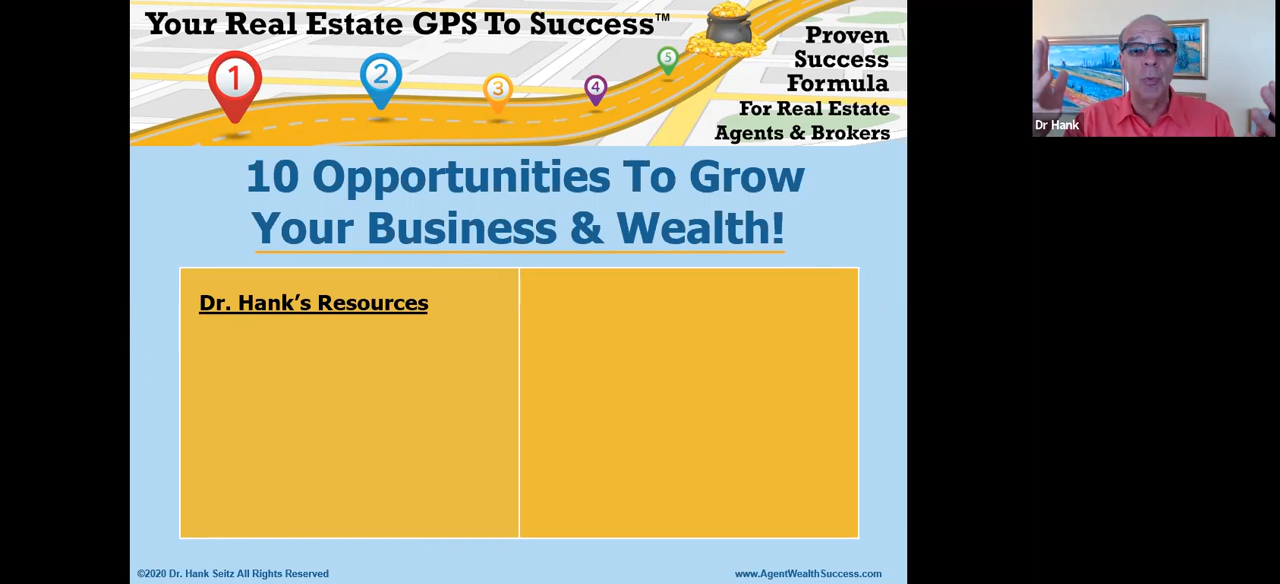 Your Real Estate GPS To Success™
1
2
3
4
5
Proven
Success
Formula
For Real Estate
Agents & Brokers
Dr Hank
10 Opportunities To Grow
Your Business & Wealth!
Dr. Hank’s Resources
©2020 Dr. Hank Seitz All Rights Reserved
www.AgentWealthSuccess.com